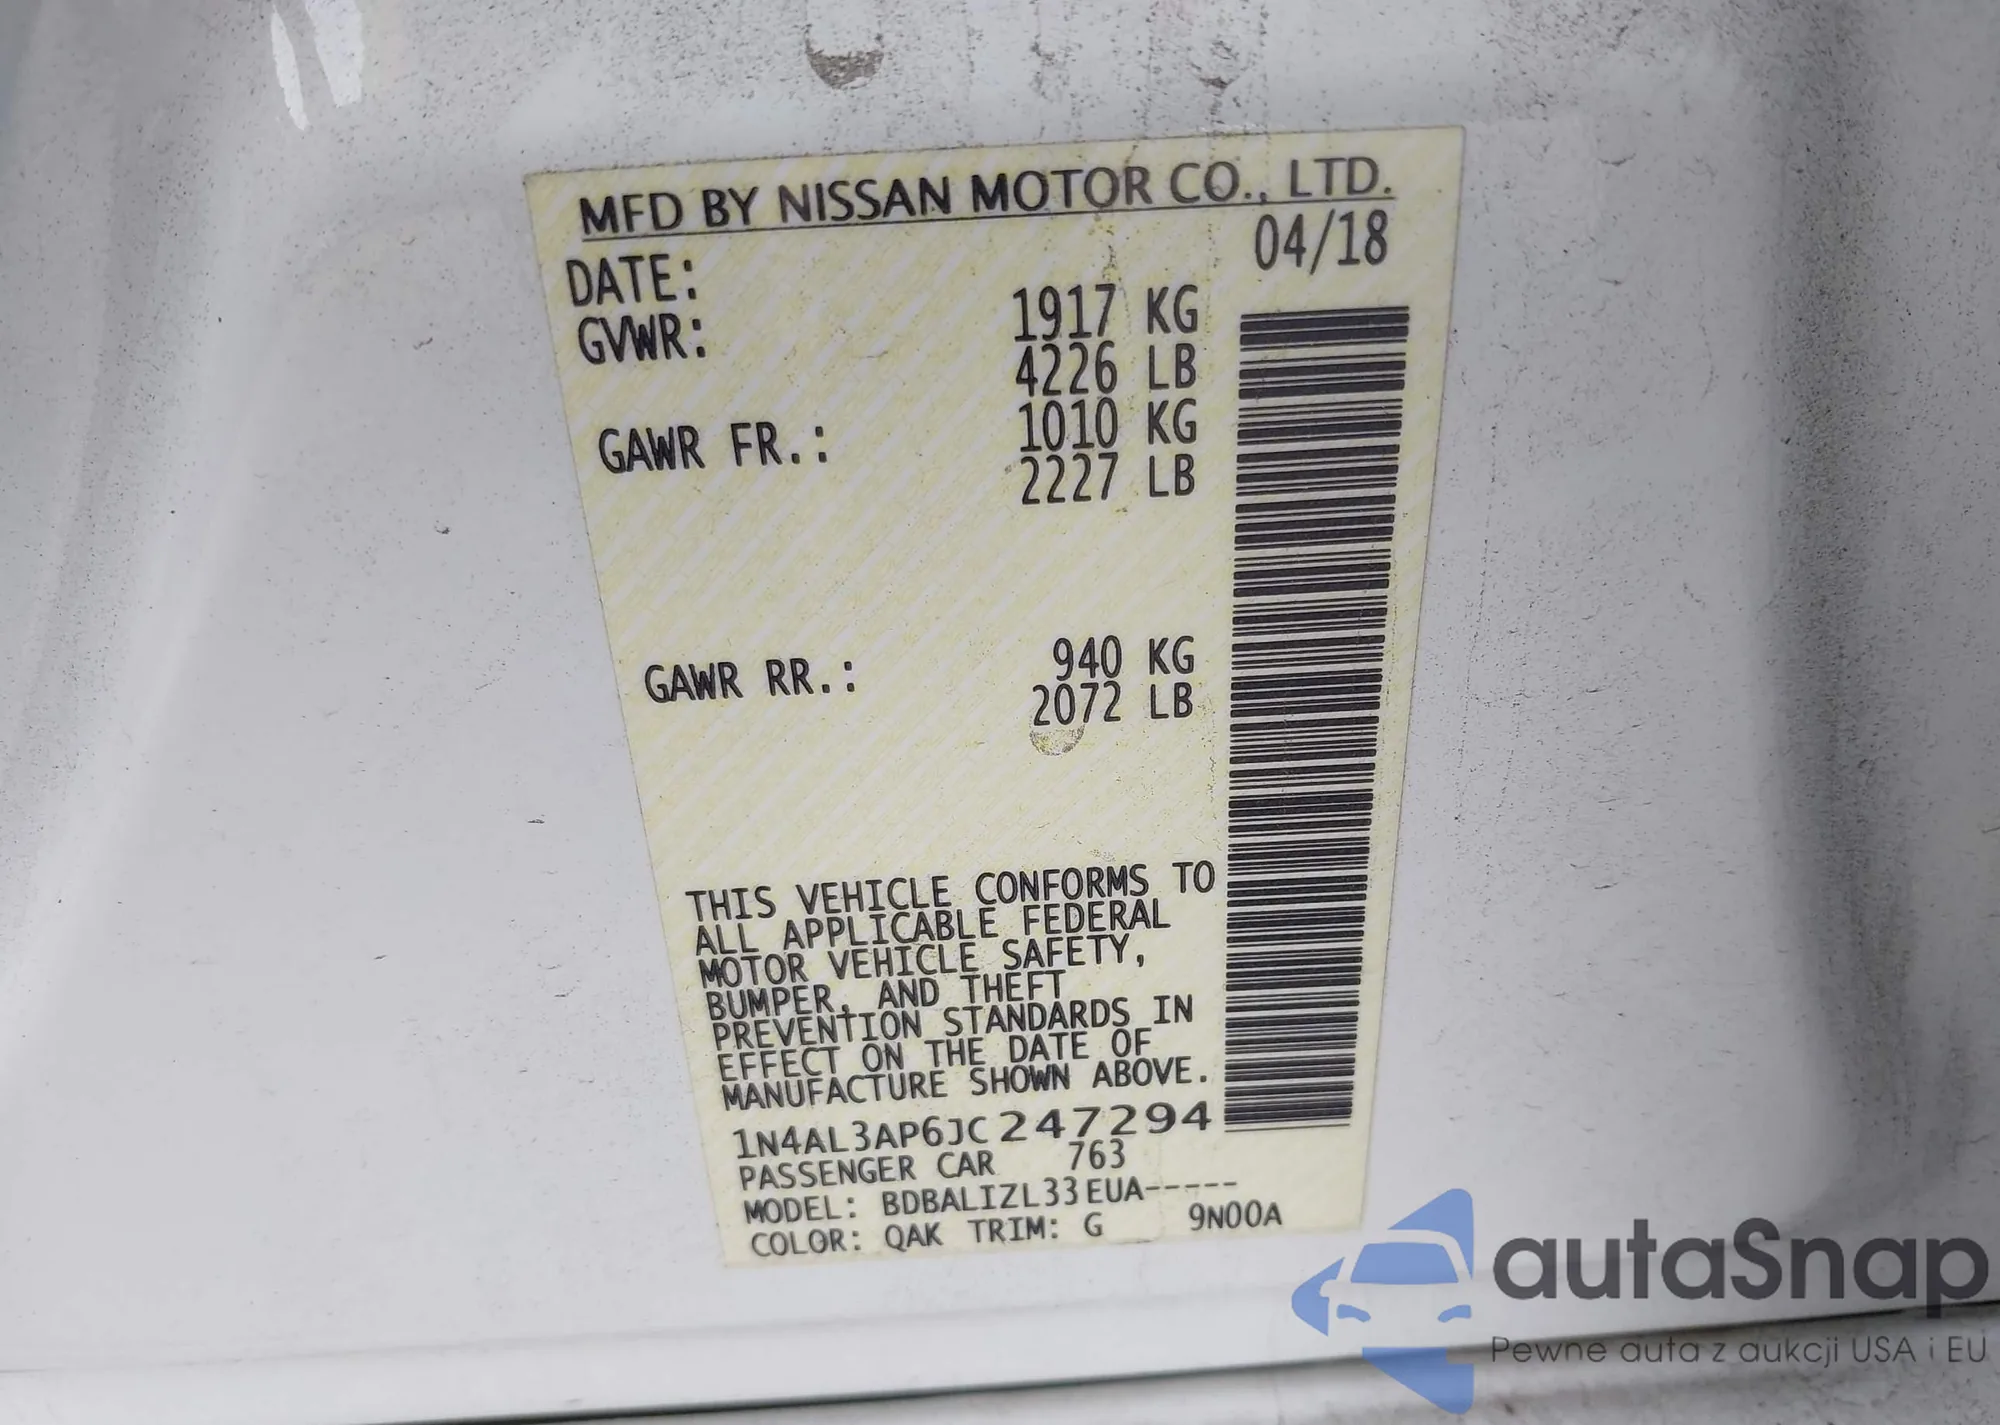 MFD BY NISSAN MOTOR CO., LTD.
DATE: 04/18
GVWR: 1917 KG
4226 LB
GAWR FR.: 1010 KG
2227 LB
GAWR RR.: 940 KG
2072 LB
THIS VEHICLE CONFORMS TO
ALL APPLICABLE FEDERAL
MOTOR VEHICLE SAFETY,
BUMPER, AND THEFT
PREVENTION STANDARDS IN
EFFECT ON THE DATE OF
MANUFACTURE SHOWN ABOVE.
1N4AL3AP6JC247294
PASSENGER CAR 763
MODEL: BDBALIZL33EUA-----
COLOR: QAK TRIM: G 9N00A
autaSnap
Pewne auta z aukcji USA i EU